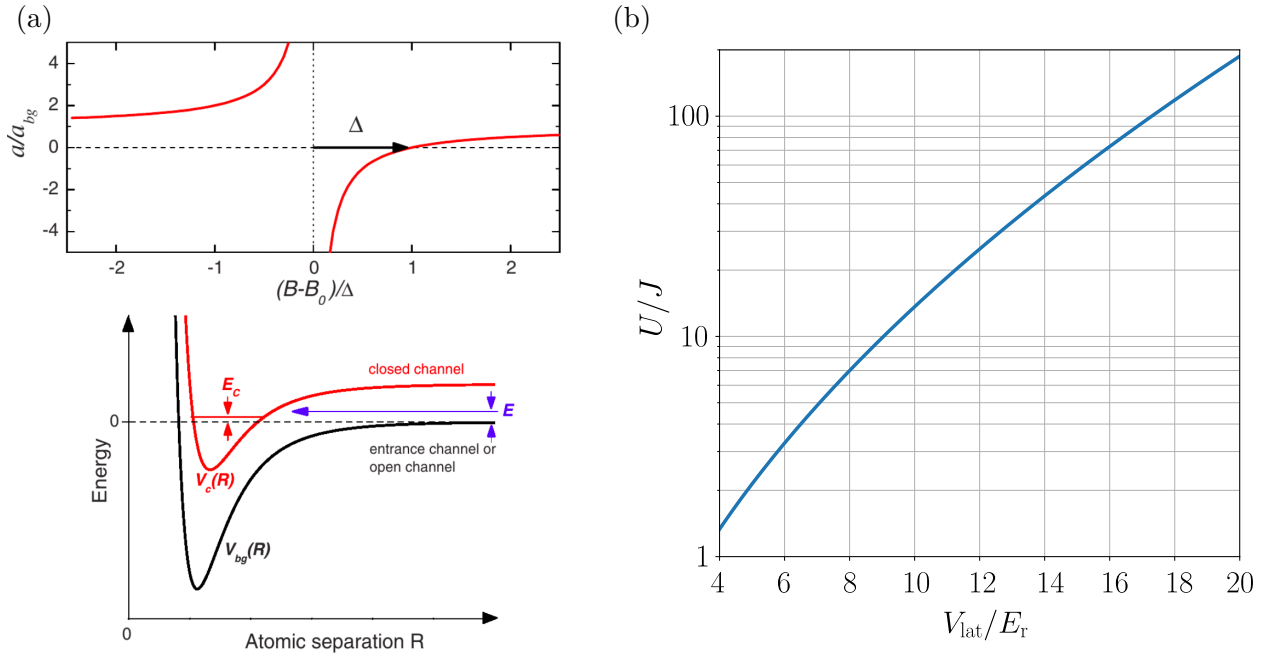 (a)
4
2
0
-2
-4
a/a_bg
Δ
-2 -1 0 1 2
(B-B_0)/Δ
closed channel
E_c
E
0
entrance channel or
open channel
V_c(R)
V_bg(R)
Energy
0
Atomic separation R
(b)
100
10
1
U/J
4 6 8 10 12 14 16 18 20
V_lat/E_r